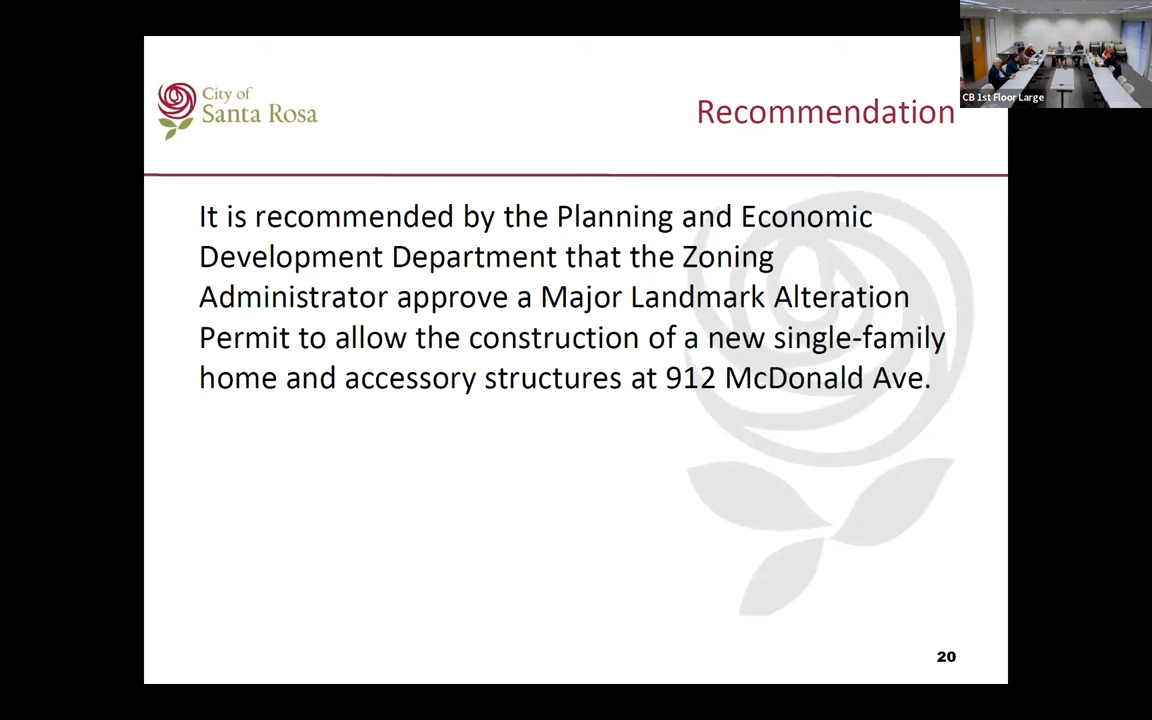 City of
Santa Rosa
Recommendation
CB 1st Floor Large
It is recommended by the Planning and Economic
Development Department that the Zoning
Administrator approve a Major Landmark Alteration
Permit to allow the construction of a new single-family
home and accessory structures at 912 McDonald Ave.
20